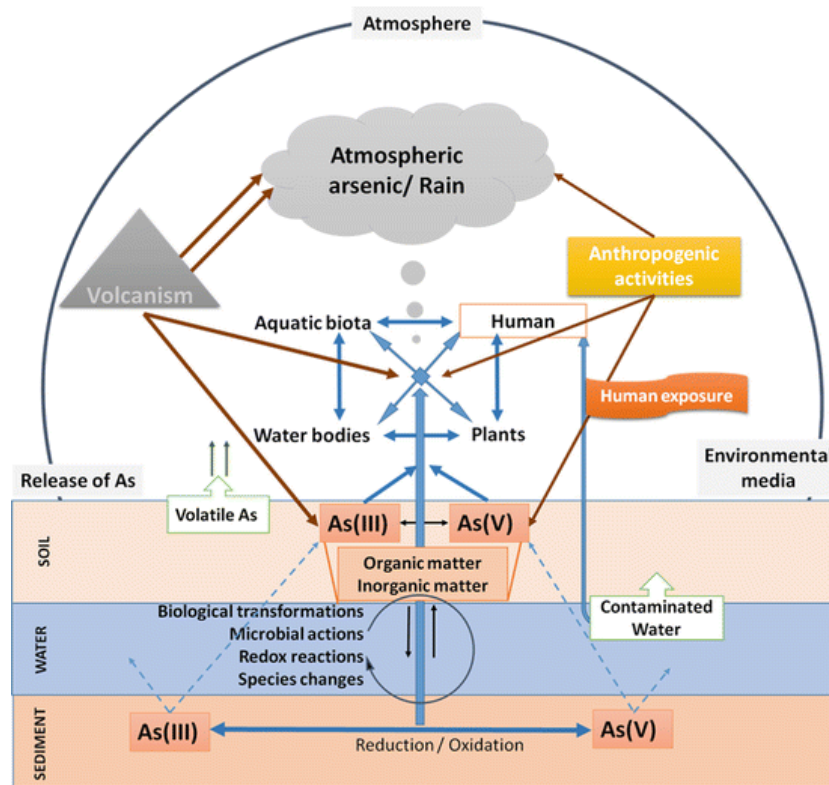 Atmosphere
Atmospheric
arsenic/ Rain
Volcanism
Anthropogenic
activities
Aquatic biota
Human
Human exposure
Water bodies
Plants
Release of As
Environmental
media
Volatile As
SOIL
As(III)
As(V)
Organic matter
Inorganic matter
Contaminated
Water
WATER
Biological transformations
Microbial actions
Redox reactions
Species changes
SEDIMENT
As(III)
As(V)
Reduction / Oxidation